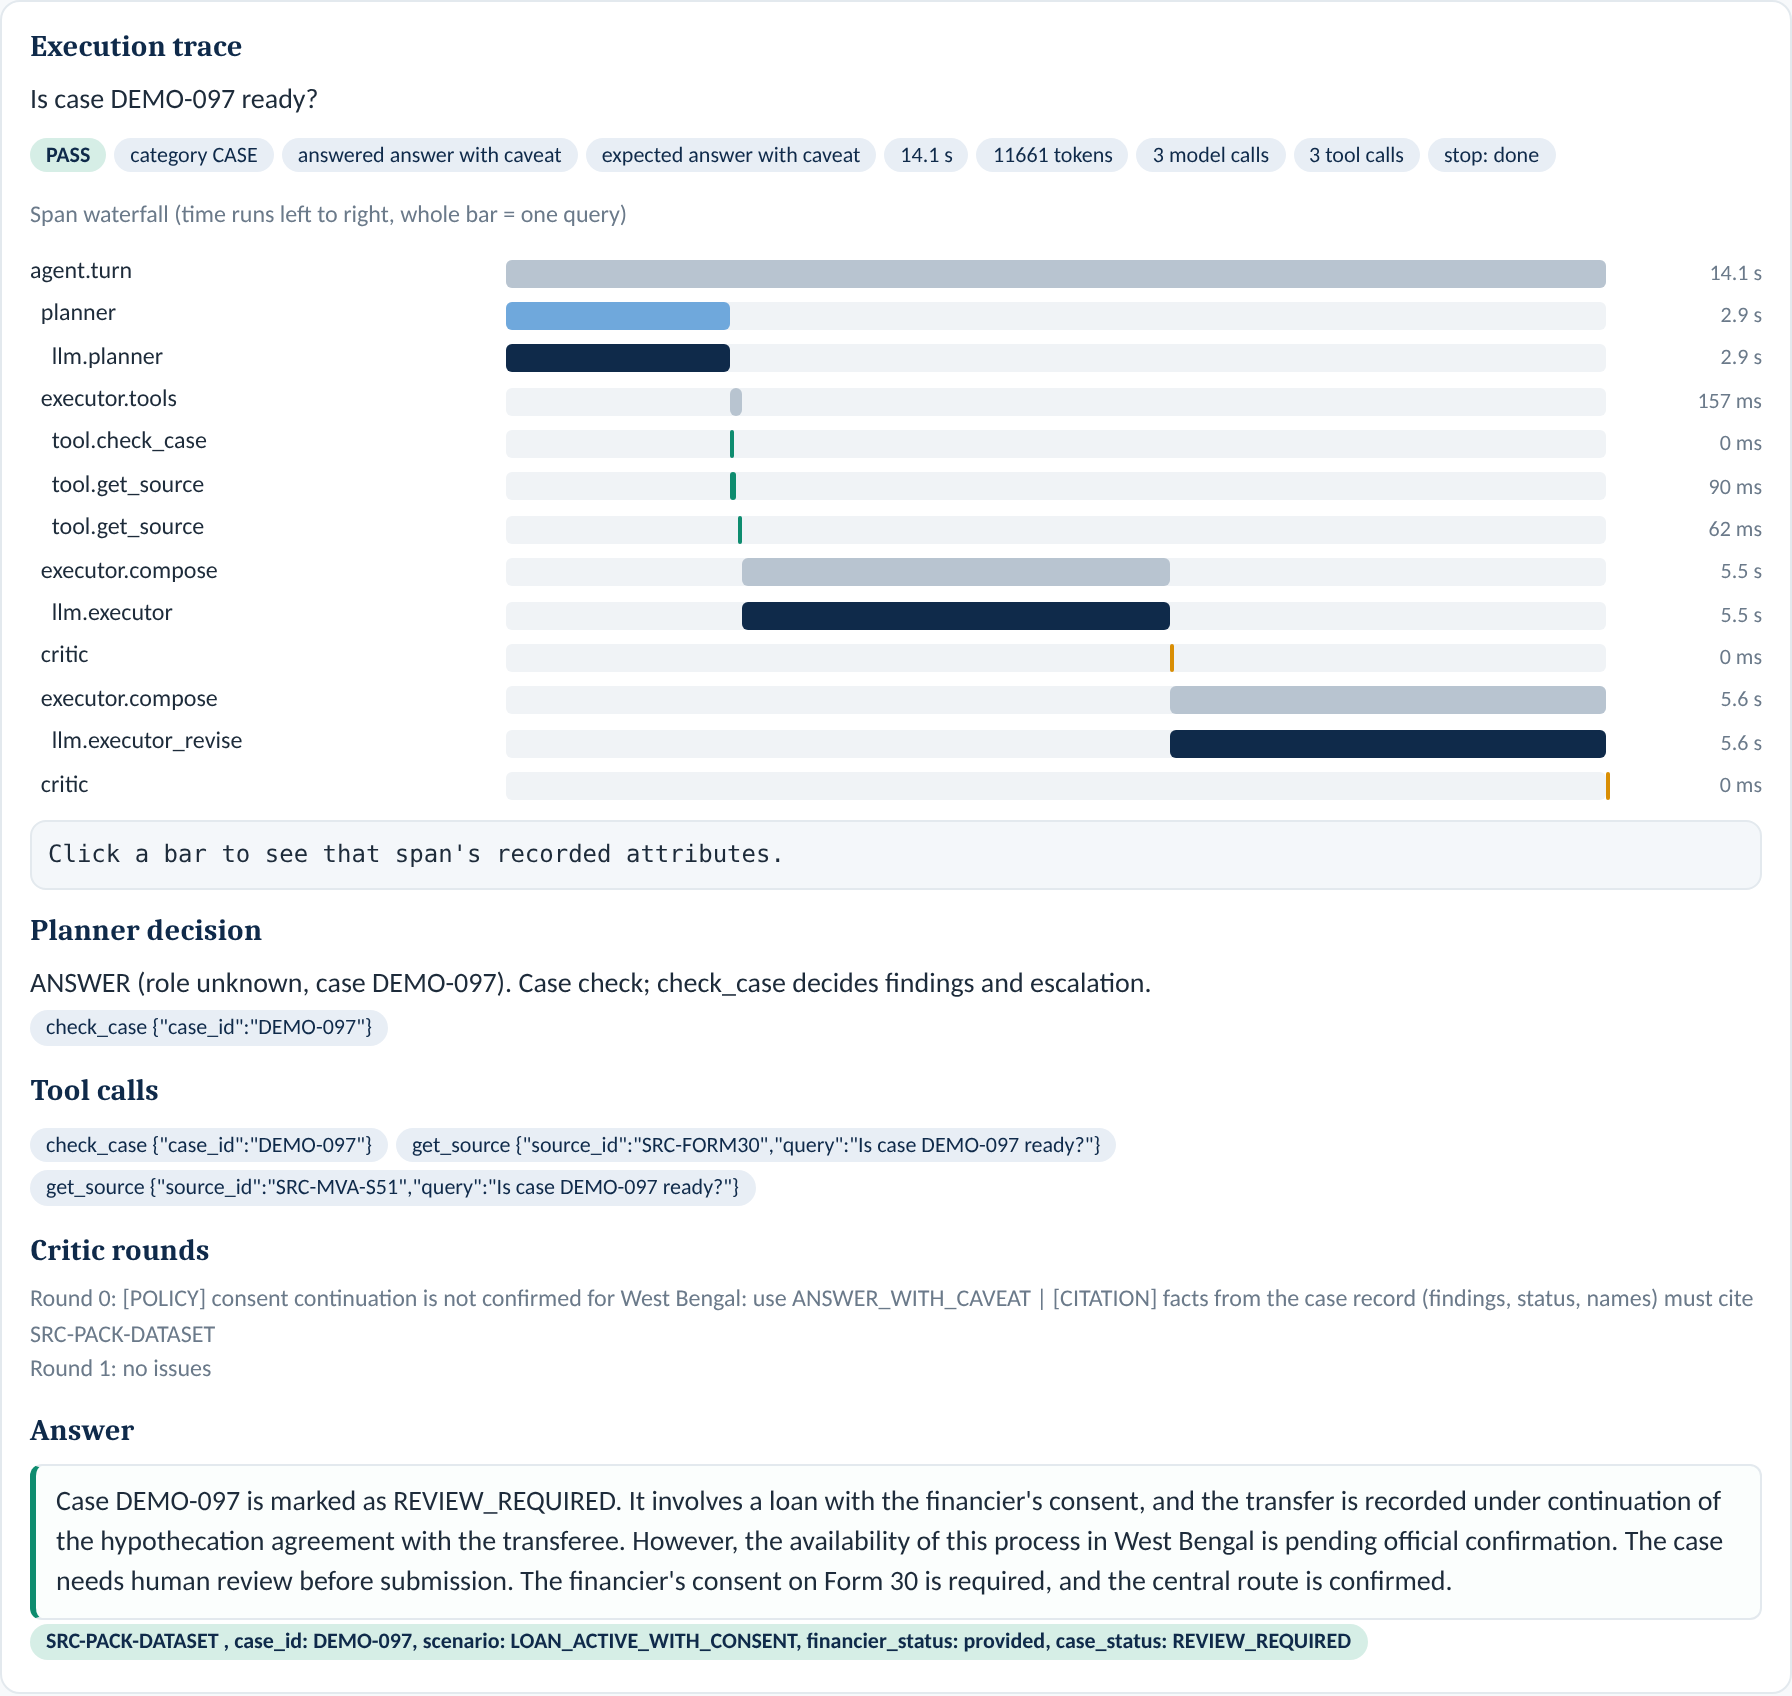 Execution trace
Is case DEMO-097 ready?
PASS category CASE answered answer with caveat expected answer with caveat 14.1 s 11661 tokens 3 model calls 3 tool calls stop: done
Span waterfall (time runs left to right, whole bar = one query)
agent.turn 14.1 s
planner 2.9 s
llm.planner 2.9 s
executor.tools 157 ms
tool.check_case 0 ms
tool.get_source 90 ms
tool.get_source 62 ms
executor.compose 5.5 s
llm.executor 5.5 s
critic 0 ms
executor.compose 5.6 s
llm.executor_revise 5.6 s
critic 0 ms
Click a bar to see that span's recorded attributes.
Planner decision
ANSWER (role unknown, case DEMO-097). Case check; check_case decides findings and escalation.
check_case {"case_id":"DEMO-097"}
Tool calls
check_case {"case_id":"DEMO-097"} get_source {"source_id":"SRC-FORM30","query":"Is case DEMO-097 ready?"}
get_source {"source_id":"SRC-MVA-S51","query":"Is case DEMO-097 ready?"}
Critic rounds
Round 0: [POLICY] consent continuation is not confirmed for West Bengal: use ANSWER_WITH_CAVEAT | [CITATION] facts from the case record (findings, status, names) must cite
SRC-PACK-DATASET
Round 1: no issues
Answer
Case DEMO-097 is marked as REVIEW_REQUIRED. It involves a loan with the financier's consent, and the transfer is recorded under continuation of
the hypothecation agreement with the transferee. However, the availability of this process in West Bengal is pending official confirmation. The case
needs human review before submission. The financier's consent on Form 30 is required, and the central route is confirmed.
SRC-PACK-DATASET , case_id: DEMO-097, scenario: LOAN_ACTIVE_WITH_CONSENT, financier_status: provided, case_status: REVIEW_REQUIRED